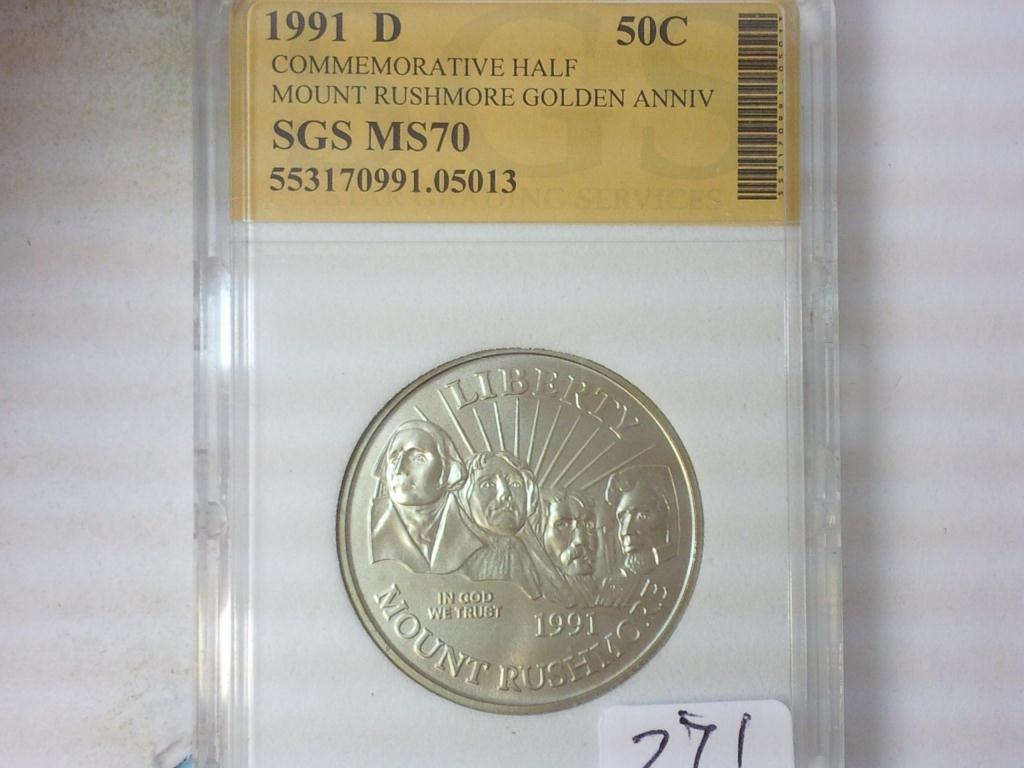 1991 D 50C
COMMEMORATIVE HALF
MOUNT RUSHMORE GOLDEN ANNIV
SGS MS70
553170991.05013
STAR GRADING SERVICES
LIBERTY
IN GOD
WE TRUST
1991
MOUNT RUSHMORE
271